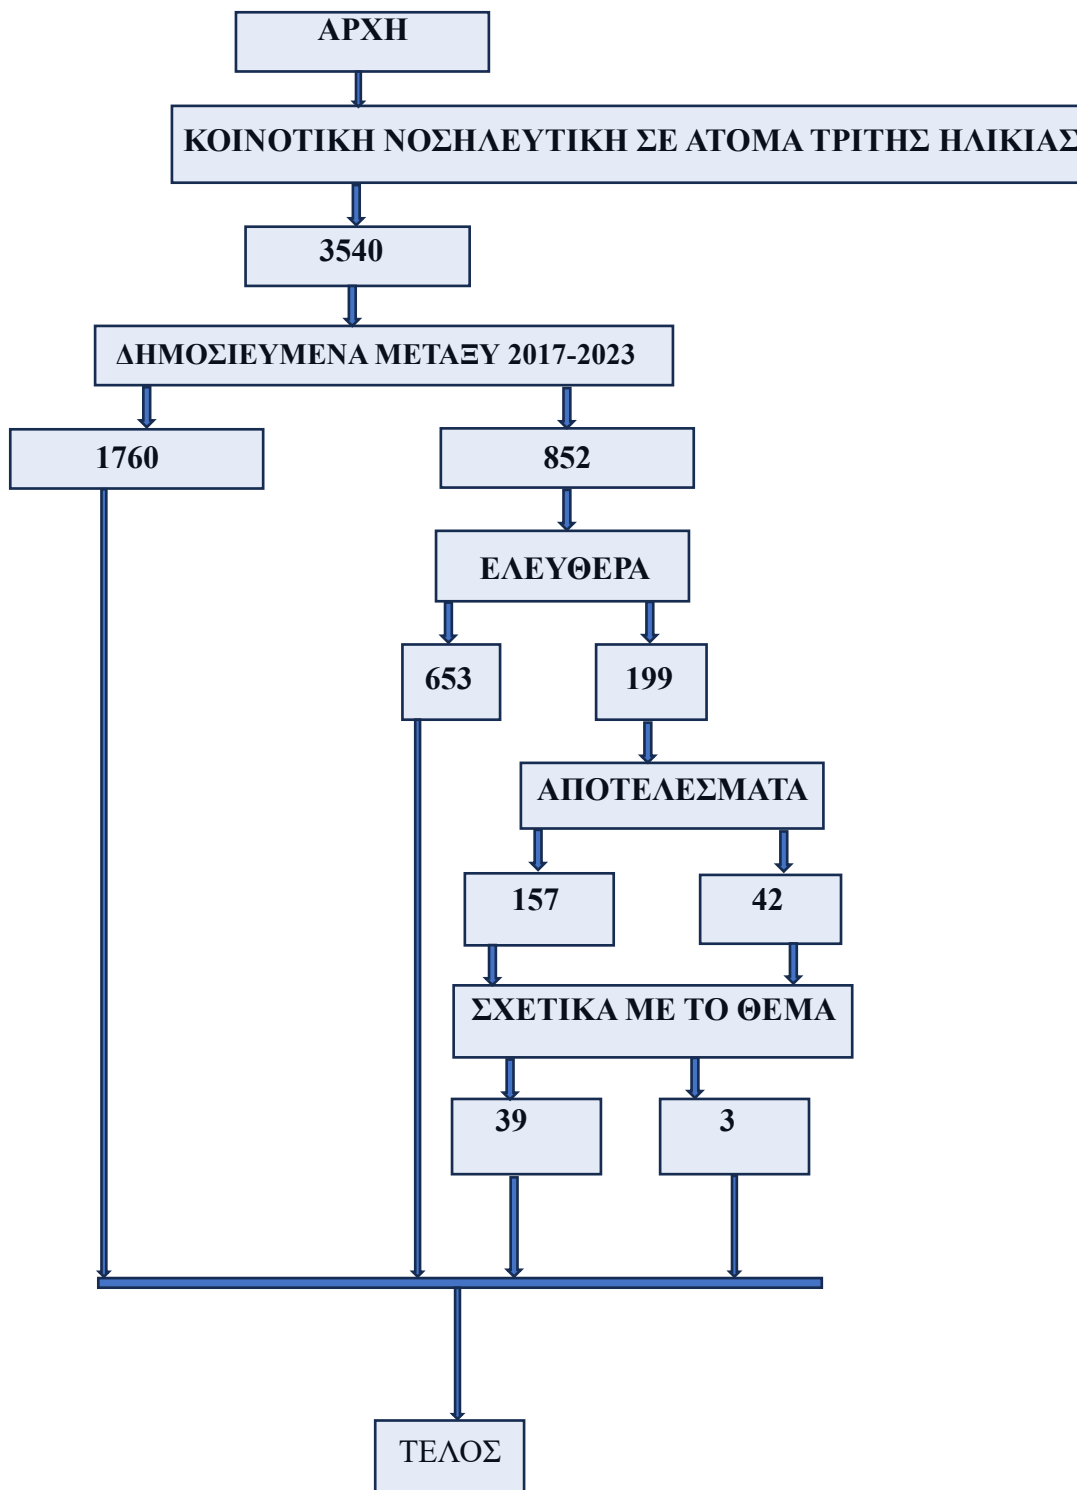 ΑΡΧΗ
ΚΟΙΝΟΤΙΚΗ ΝΟΣΗΛΕΥΤΙΚΗ ΣΕ ΑΤΟΜΑ ΤΡΙΤΗΣ ΗΛΙΚΙΑΣ
3540
ΔΗΜΟΣΙΕΥΜΕΝΑ ΜΕΤΑΞΥ 2017-2023
1760
852
ΕΛΕΥΘΕΡΑ
653
199
ΑΠΟΤΕΛΕΣΜΑΤΑ
157
42
ΣΧΕΤΙΚΑ ΜΕ ΤΟ ΘΕΜΑ
39
3
ΤΕΛΟΣ